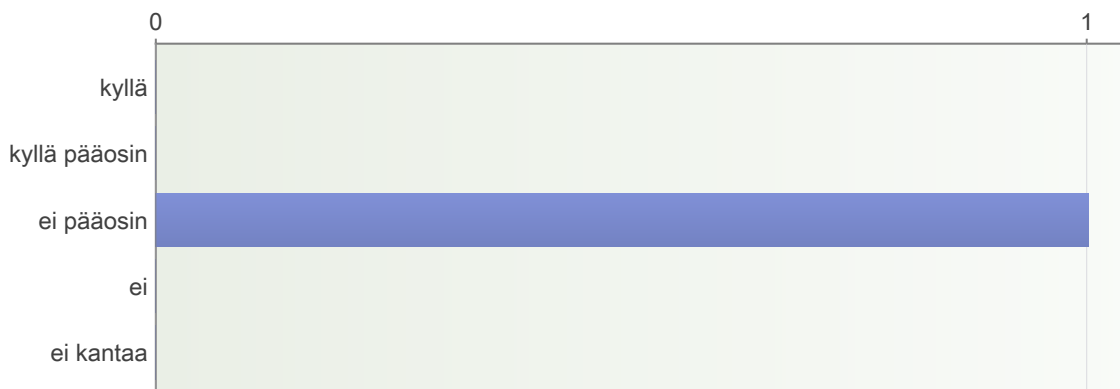 0 1
kyllä
kyllä pääosin
ei pääosin
ei
ei kantaa